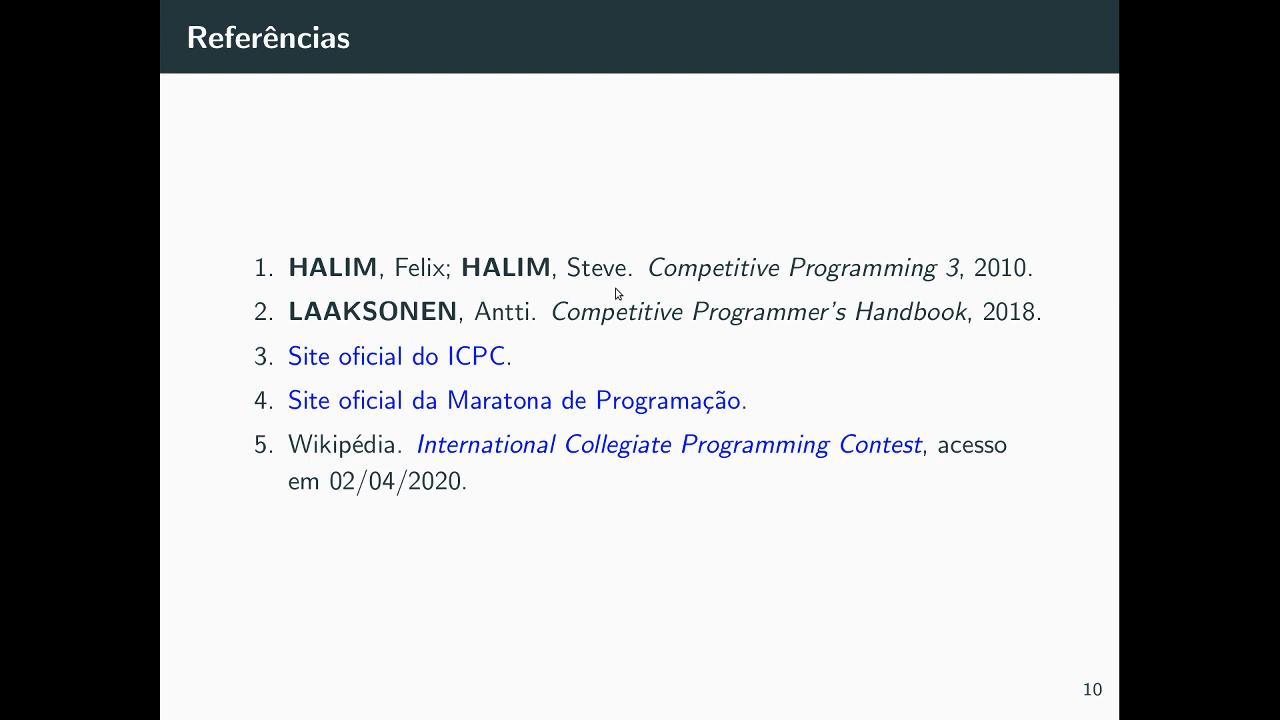 Referências
1. HALIM, Felix; HALIM, Steve. Competitive Programming 3, 2010.
2. LAAKSONEN, Antti. Competitive Programmer's Handbook, 2018.
3. Site oficial do ICPC.
4. Site oficial da Maratona de Programação.
5. Wikipédia. International Collegiate Programming Contest, acesso
em 02/04/2020.
10